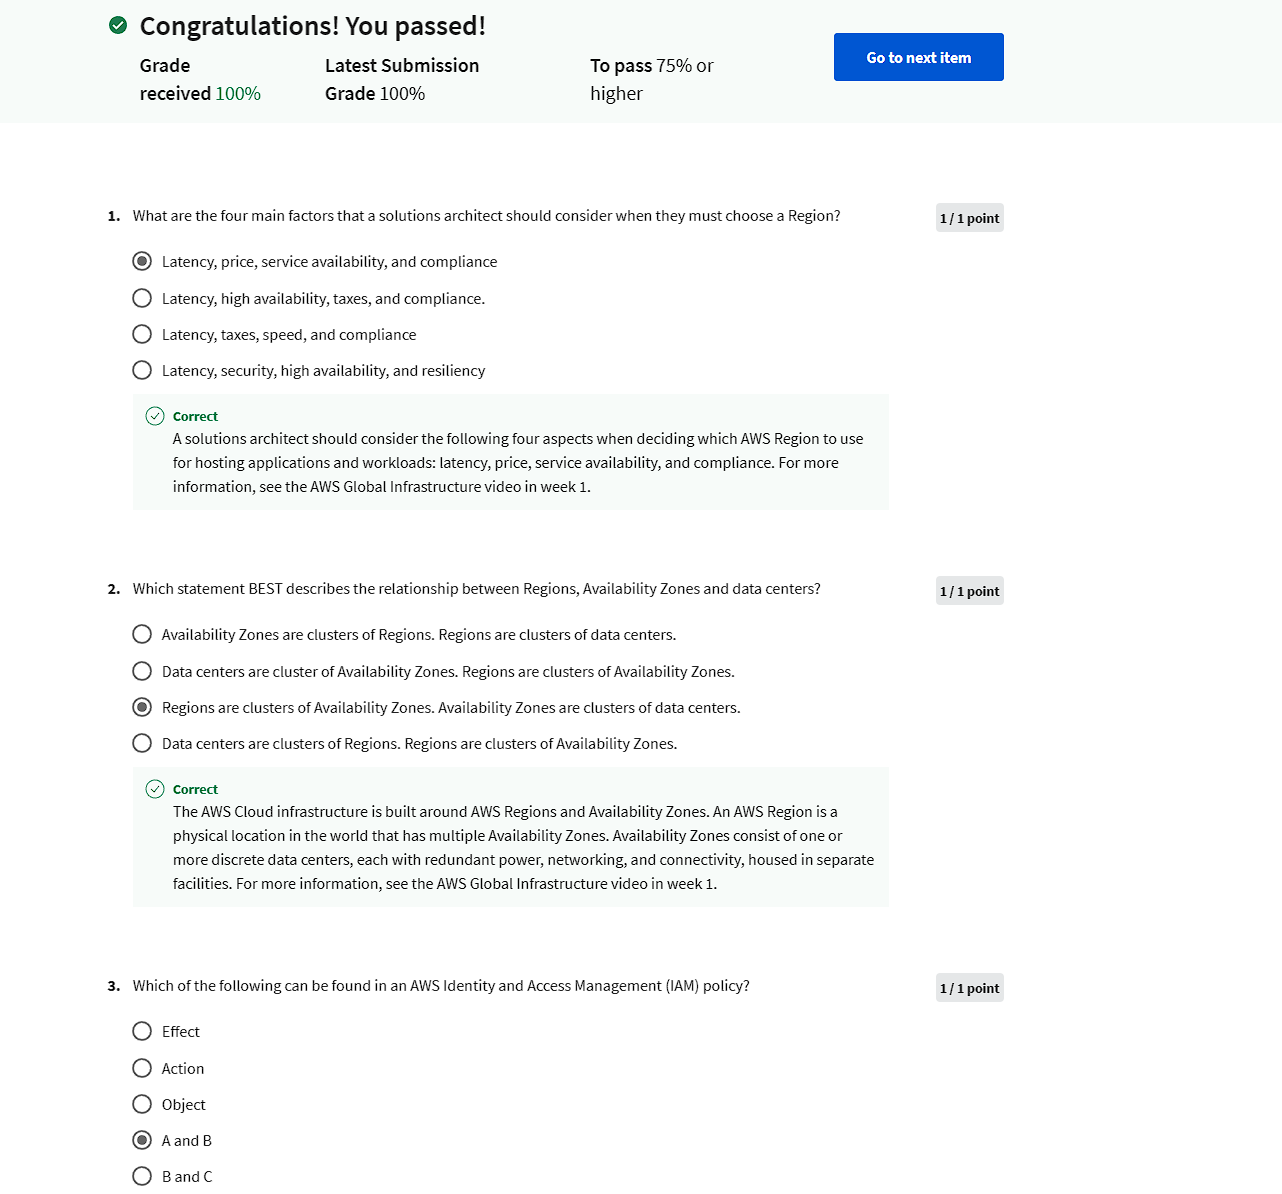 Congratulations! You passed!
Grade received 100%
Latest Submission Grade 100%
To pass 75% or higher
Go to next item
1. What are the four main factors that a solutions architect should consider when they must choose a Region?
1 / 1 point
Latency, price, service availability, and compliance
Latency, high availability, taxes, and compliance.
Latency, taxes, speed, and compliance
Latency, security, high availability, and resiliency
Correct
A solutions architect should consider the following four aspects when deciding which AWS Region to use
for hosting applications and workloads: latency, price, service availability, and compliance. For more
information, see the AWS Global Infrastructure video in week 1.
2. Which statement BEST describes the relationship between Regions, Availability Zones and data centers?
1 / 1 point
Availability Zones are clusters of Regions. Regions are clusters of data centers.
Data centers are cluster of Availability Zones. Regions are clusters of Availability Zones.
Regions are clusters of Availability Zones. Availability Zones are clusters of data centers.
Data centers are clusters of Regions. Regions are clusters of Availability Zones.
Correct
The AWS Cloud infrastructure is built around AWS Regions and Availability Zones. An AWS Region is a
physical location in the world that has multiple Availability Zones. Availability Zones consist of one or
more discrete data centers, each with redundant power, networking, and connectivity, housed in separate
facilities. For more information, see the AWS Global Infrastructure video in week 1.
3. Which of the following can be found in an AWS Identity and Access Management (IAM) policy?
1 / 1 point
Effect
Action
Object
A and B
B and C